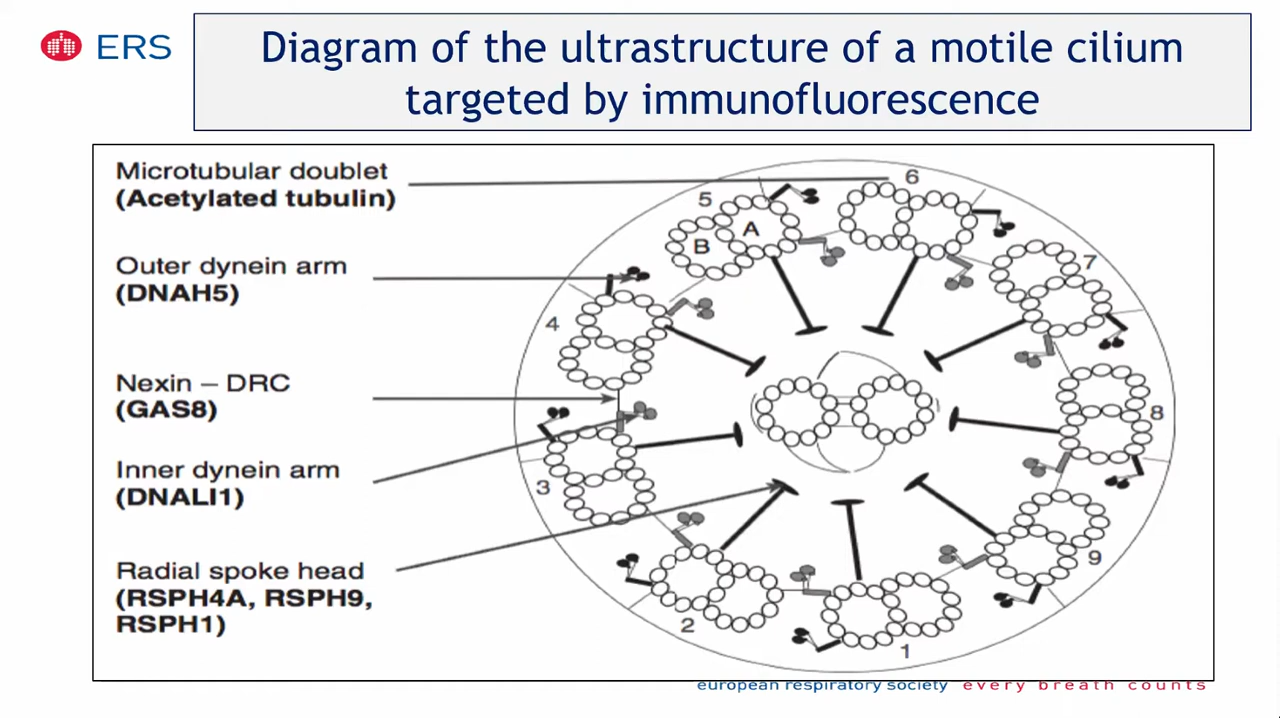 ERS
Diagram of the ultrastructure of a motile cilium
targeted by immunofluorescence
Microtubular doublet
(Acetylated tubulin)
Outer dynein arm
(DNAH5)
Nexin – DRC
(GAS8)
Inner dynein arm
(DNALI1)
Radial spoke head
(RSPH4A, RSPH9,
RSPH1)
5
6
A
B
7
4
8
3
9
2
1
european respiratory society every breath counts